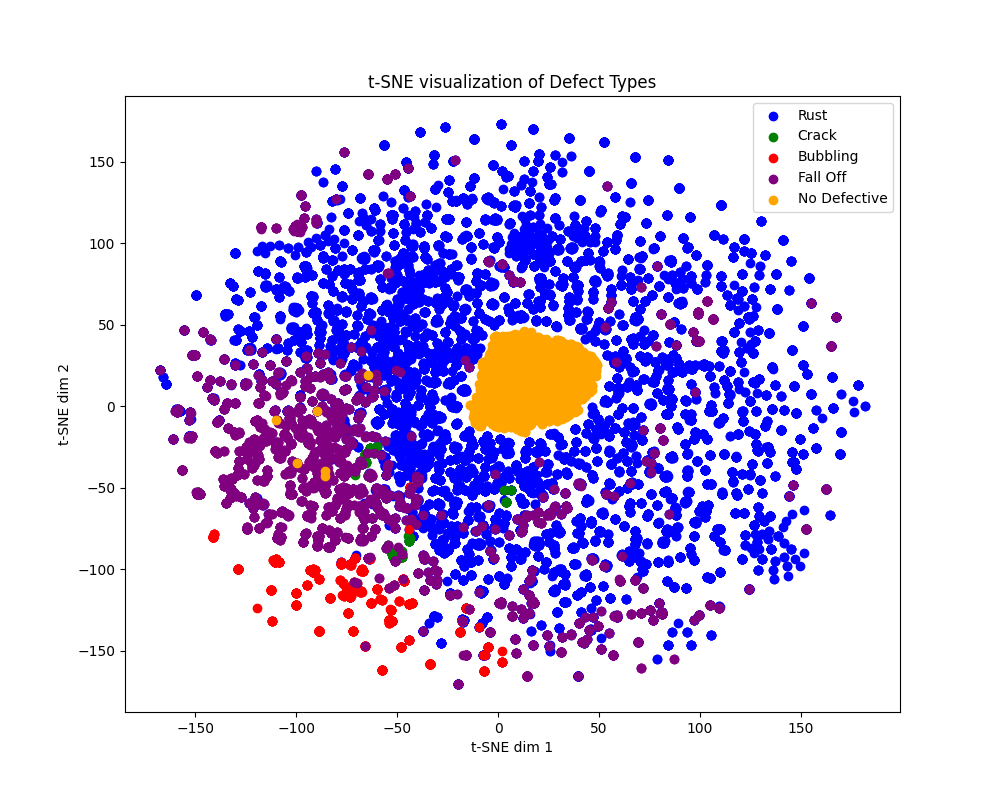 t-SNE visualization of Defect Types
Rust
Crack
Bubbling
Fall Off
No Defective
150
100
50
0
−50
−100
−150
t-SNE dim 2
−150
−100
−50
0
50
100
150
t-SNE dim 1